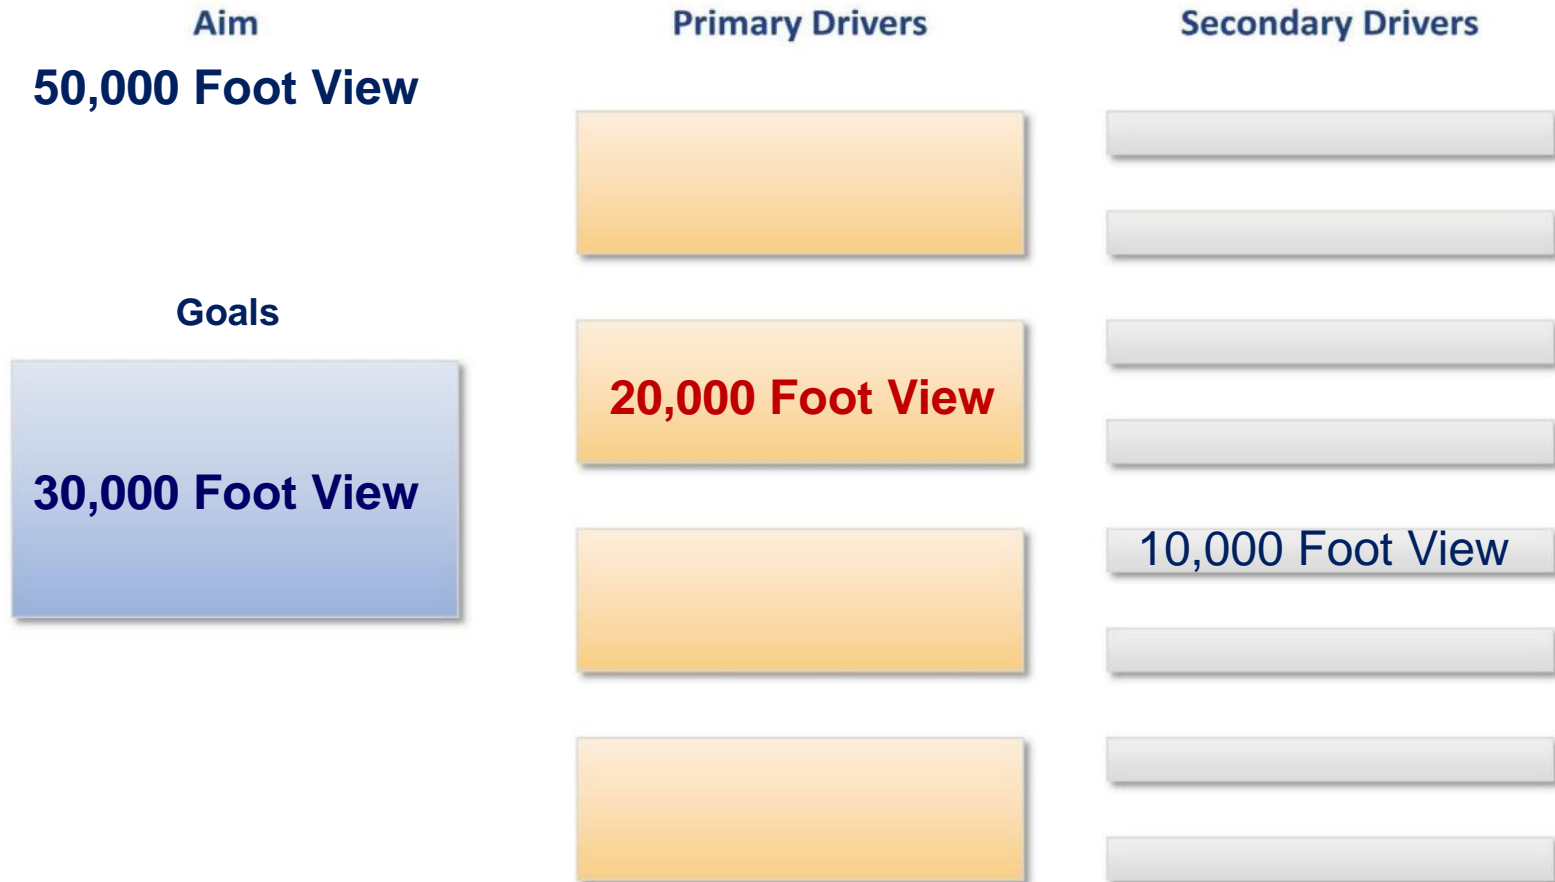 Aim
50,000 Foot View
Goals
30,000 Foot View
Primary Drivers
20,000 Foot View
Secondary Drivers
10,000 Foot View